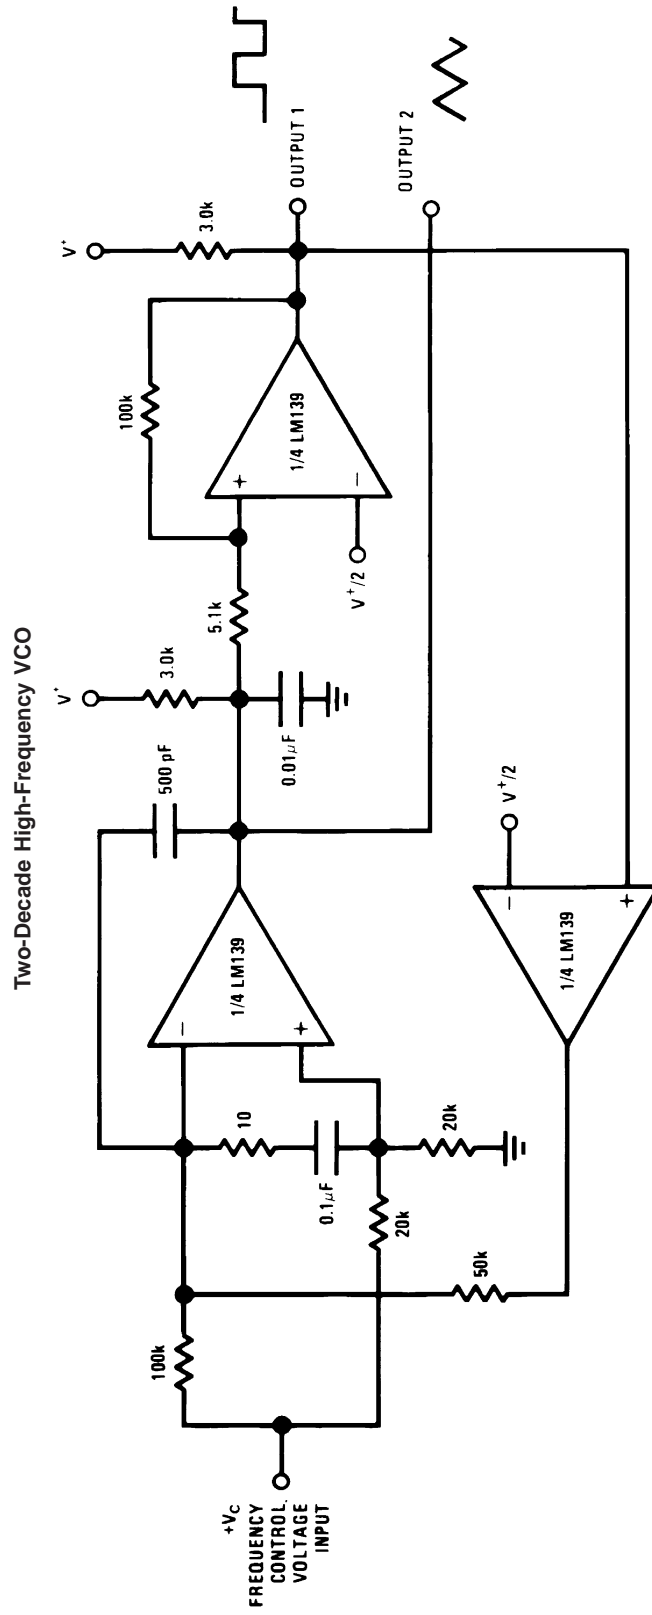 Two-Decade High-Frequency VCO
V+
3.0k
100k
OUTPUT 1
+
1/4 LM139
−
V+/2
5.1k
V+
3.0k
500 pF
0.01µF
OUTPUT 2
−
1/4 LM139
+
10
0.1µF
20k
20k
100k
50k
V+/2
−
1/4 LM139
+
+VC
FREQUENCY
CONTROL.
VOLTAGE
INPUT